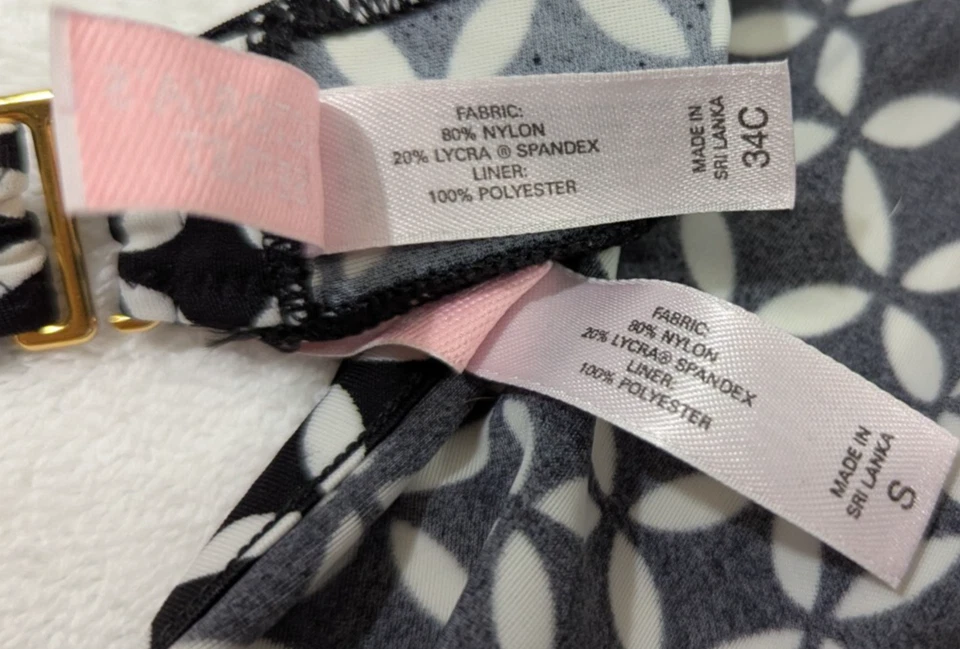 FABRIC:
80% NYLON
20% LYCRA ® SPANDEX
LINER:
100% POLYESTER
MADE IN
SRI LANKA
34C
FABRIC:
80% NYLON
20% LYCRA® SPANDEX
LINER:
100% POLYESTER
MADE IN
SRI LANKA
S